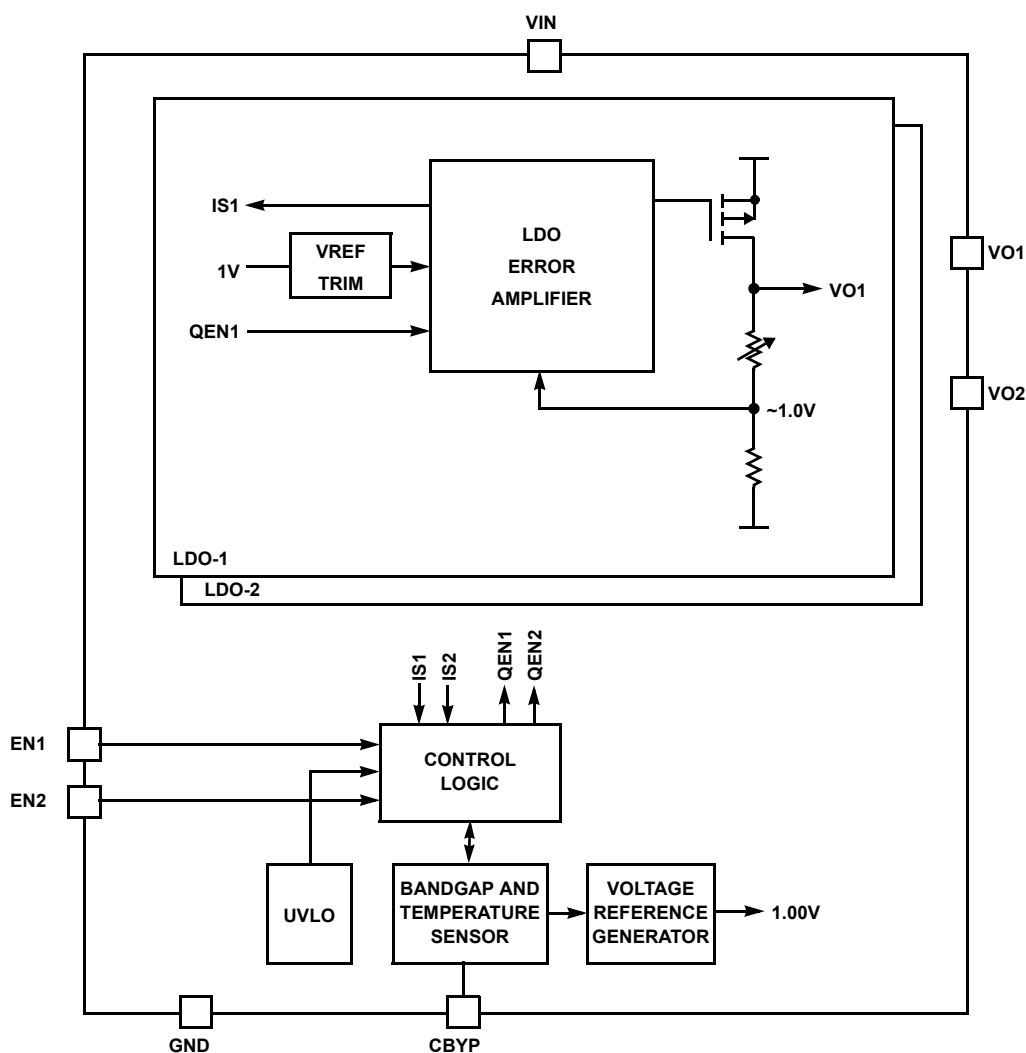 VIN
IS1
LDO
ERROR
AMPLIFIER
VREF
TRIM
1V
QEN1
VO1
~1.0V
VO1
VO2
LDO-1
LDO-2
IS1
IS2
QEN1
QEN2
EN1
EN2
CONTROL
LOGIC
UVLO
BANDGAP AND
TEMPERATURE
SENSOR
VOLTAGE
REFERENCE
GENERATOR
1.00V
GND
CBYP